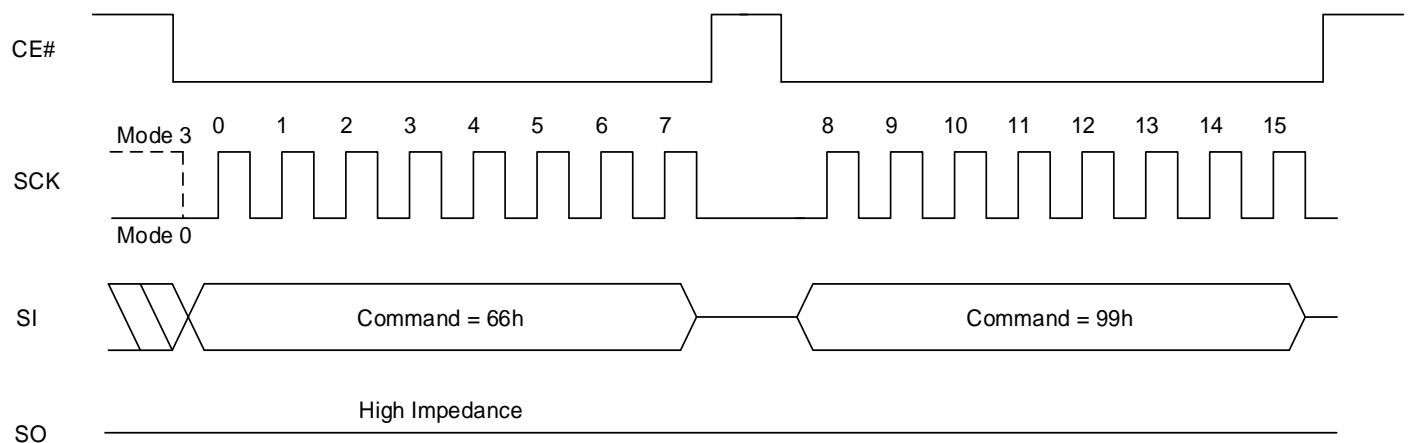 CE#
Mode 3 0 1 2 3 4 5 6 7 8 9 10 11 12 13 14 15
SCK
Mode 0
SI Command = 66h Command = 99h
High Impedance
SO